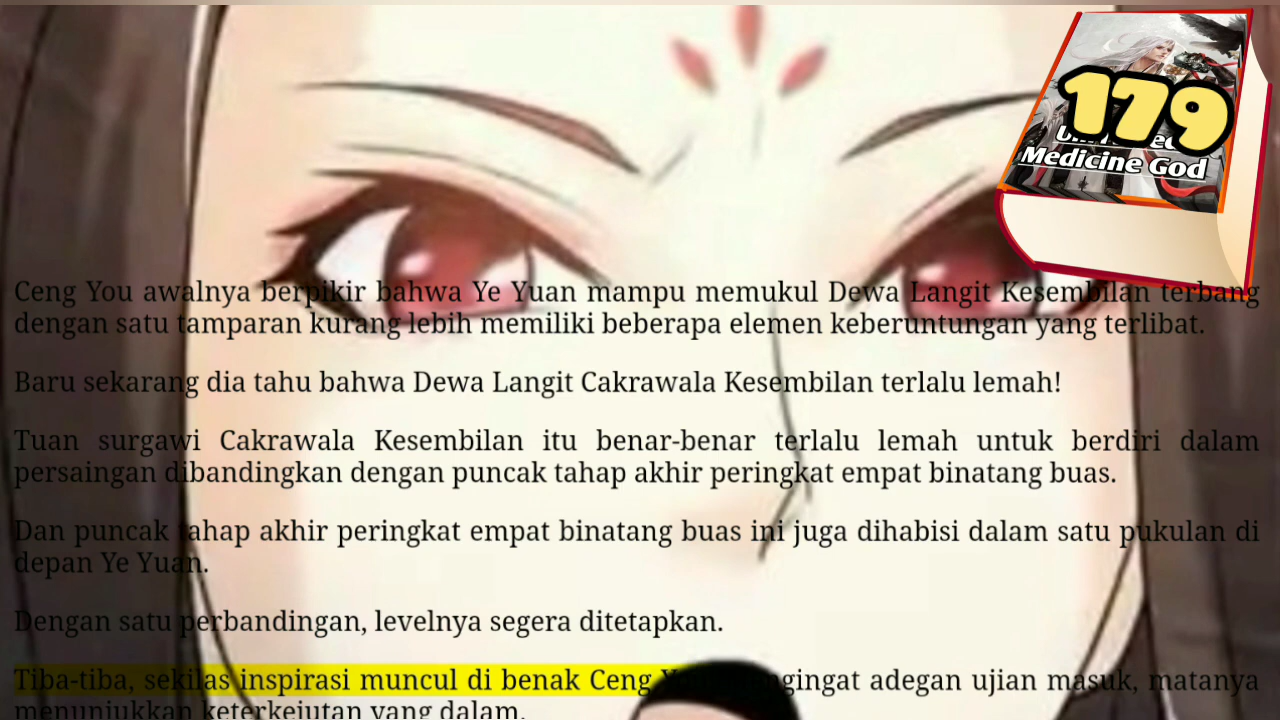 179
Medicine God
Ceng You awalnya berpikir bahwa Ye Yuan mampu memukul Dewa Langit Kesembilan terbang
dengan satu tamparan kurang lebih memiliki beberapa elemen keberuntungan yang terlibat.
Baru sekarang dia tahu bahwa Dewa Langit Cakrawala Kesembilan terlalu lemah!
Tuan surgawi Cakrawala Kesembilan itu benar-benar terlalu lemah untuk berdiri dalam
persaingan dibandingkan dengan puncak tahap akhir peringkat empat binatang buas.
Dan puncak tahap akhir peringkat empat binatang buas ini juga dihabisi dalam satu pukulan di
depan Ye Yuan.
Dengan satu perbandingan, levelnya segera ditetapkan.
Tiba-tiba, sekilas inspirasi muncul di benak Ceng adegan ujian masuk, matanya
menunjukkan keterkejutan yang dalam.